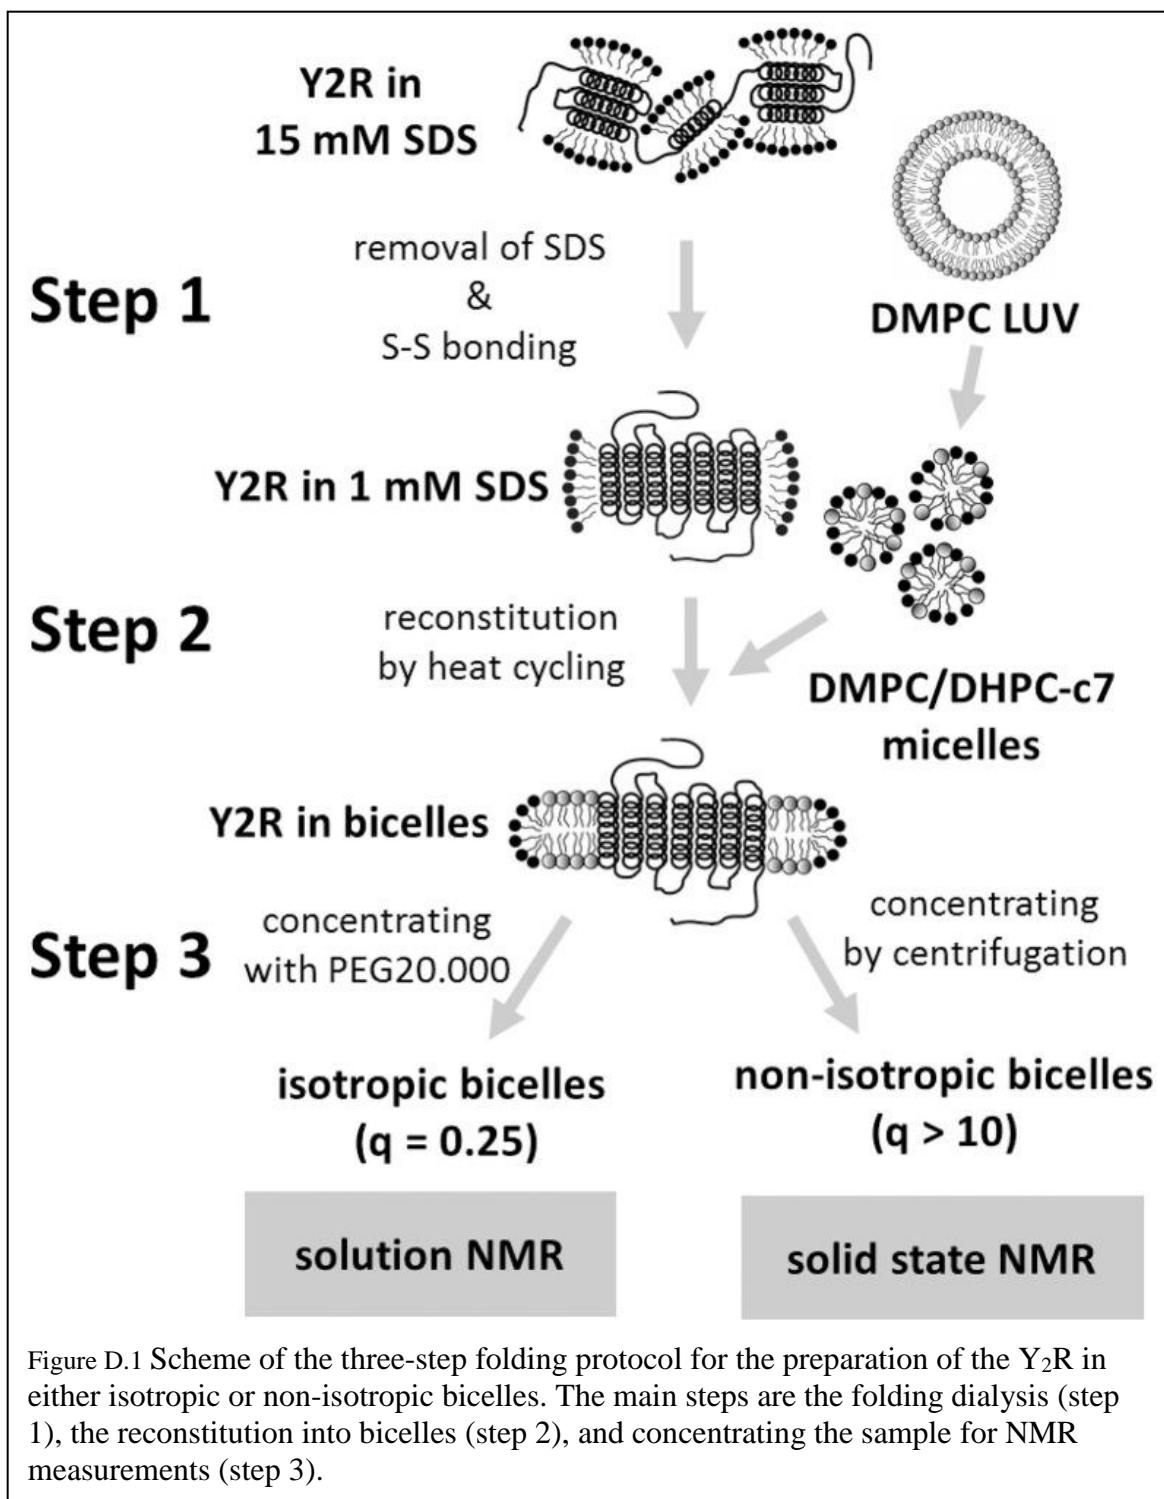 Y2R in
15 mM SDS
removal of SDS
&
S-S bonding
Step 1
DMPC LUV
Y2R in 1 mM SDS
Step 2
reconstitution
by heat cycling
DMPC/DHPC-c7
micelles
Y2R in bicelles
Step 3
concentrating
with PEG20.000
concentrating
by centrifugation
isotropic bicelles
(q = 0.25)
non-isotropic bicelles
(q > 10)
solution NMR
solid state NMR
Figure D.1 Scheme of the three-step folding protocol for the preparation of the Y₂R in
either isotropic or non-isotropic bicelles. The main steps are the folding dialysis (step
1), the reconstitution into bicelles (step 2), and concentrating the sample for NMR
measurements (step 3).